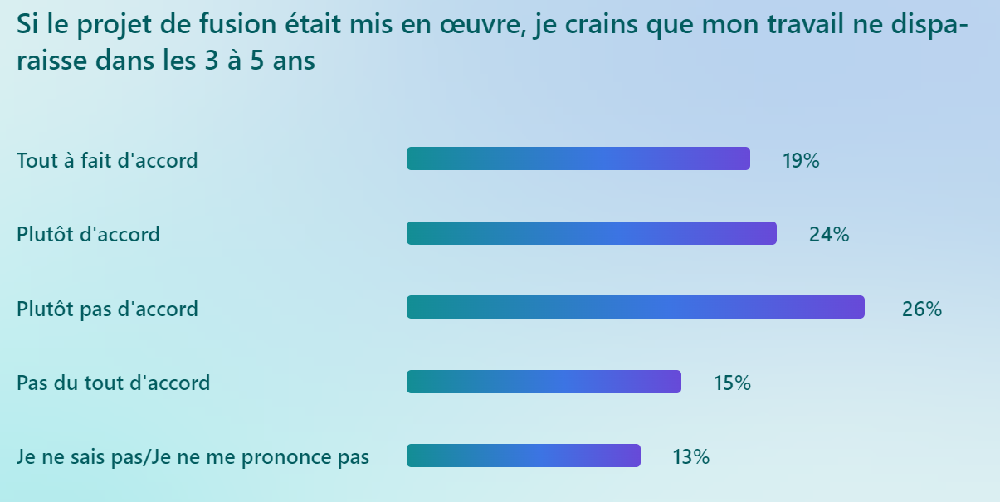 Si le projet de fusion était mis en œuvre, je crains que mon travail ne dispa-
raisse dans les 3 à 5 ans
Tout à fait d'accord 19%
Plutôt d'accord 24%
Plutôt pas d'accord 26%
Pas du tout d'accord 15%
Je ne sais pas/Je ne me prononce pas 13%